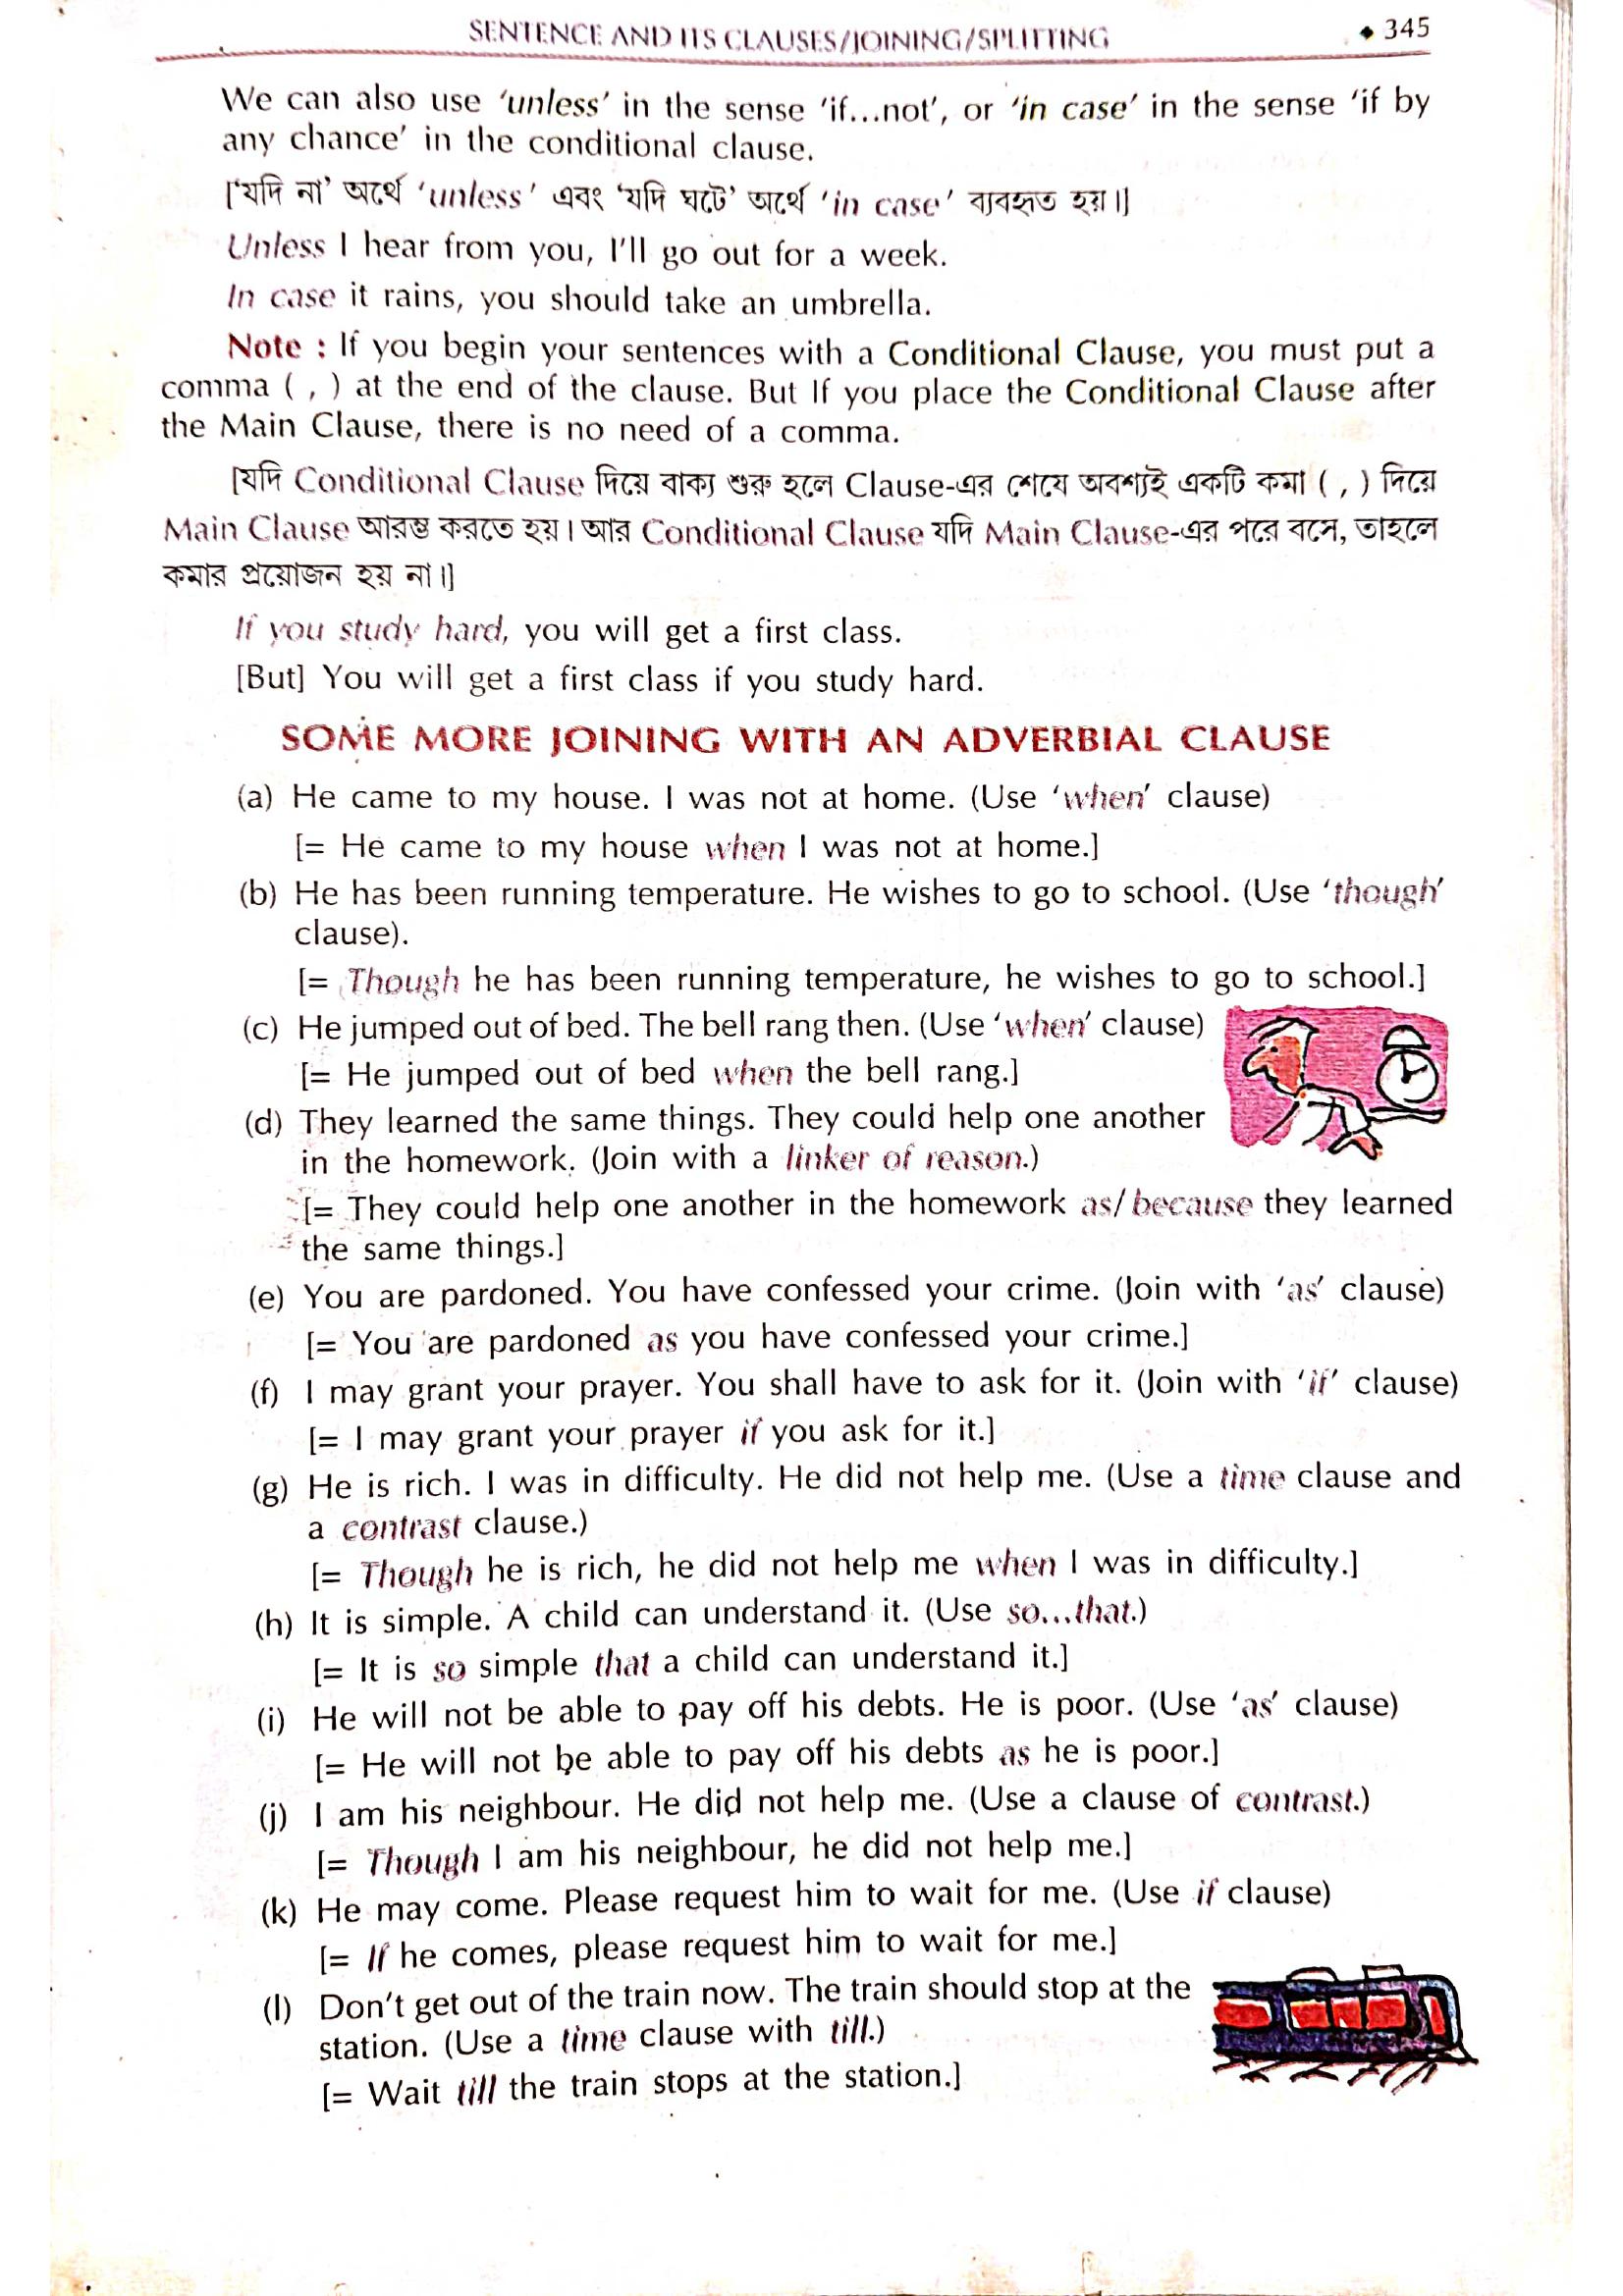 SENTENCE AND ITS CLAUSES/JOINING/SPLITTING ◆ 345
We can also use ‘unless’ in the sense ‘if...not’, or ‘in case’ in the sense ‘if by
any chance’ in the conditional clause.
[‘যদি না’ অর্থে ‘unless’ এবং ‘যদি ঘটে’ অর্থে ‘in case’ ব্যবহৃত হয়।]
Unless I hear from you, I’ll go out for a week.
In case it rains, you should take an umbrella.
Note : If you begin your sentences with a Conditional Clause, you must put a
comma ( , ) at the end of the clause. But If you place the Conditional Clause after
the Main Clause, there is no need of a comma.
[যদি Conditional Clause দিয়ে বাক্য শুরু হলে Clause-এর শেষে অবশ্যই একটি কমা ( , ) দিয়ে
Main Clause আরম্ভ করতে হয়। আর Conditional Clause যদি Main Clause-এর পরে বসে, তাহলে
কমার প্রয়োজন হয় না।]
If you study hard, you will get a first class.
[But] You will get a first class if you study hard.
SOME MORE JOINING WITH AN ADVERBIAL CLAUSE
(a) He came to my house. I was not at home. (Use ‘when’ clause)
[= He came to my house when I was not at home.]
(b) He has been running temperature. He wishes to go to school. (Use ‘though’
clause).
[= Though he has been running temperature, he wishes to go to school.]
(c) He jumped out of bed. The bell rang then. (Use ‘when’ clause)
[= He jumped out of bed when the bell rang.]
(d) They learned the same things. They could help one another
in the homework. (Join with a linker of reason.)
[= They could help one another in the homework as/because they learned
the same things.]
(e) You are pardoned. You have confessed your crime. (Join with ‘as’ clause)
[= You are pardoned as you have confessed your crime.]
(f) I may grant your prayer. You shall have to ask for it. (Join with ‘if’ clause)
[= I may grant your prayer if you ask for it.]
(g) He is rich. I was in difficulty. He did not help me. (Use a time clause and
a contrast clause.)
[= Though he is rich, he did not help me when I was in difficulty.]
(h) It is simple. A child can understand it. (Use so...that.)
[= It is so simple that a child can understand it.]
(i) He will not be able to pay off his debts. He is poor. (Use ‘as’ clause)
[= He will not be able to pay off his debts as he is poor.]
(j) I am his neighbour. He did not help me. (Use a clause of contrast.)
[= Though I am his neighbour, he did not help me.]
(k) He may come. Please request him to wait for me. (Use if clause)
[= If he comes, please request him to wait for me.]
(l) Don’t get out of the train now. The train should stop at the
station. (Use a time clause with till.)
[= Wait till the train stops at the station.]